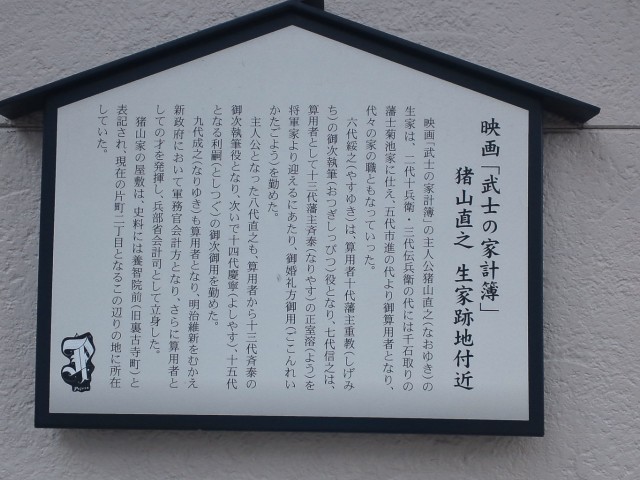 映画「武士の家計簿」
猪山直之 生家跡地付近
映画「武士の家計簿」の主人公猪山直之(なおゆき)の
生家は、二代十兵衛・三代伝兵衛の代には千石取りの
藩士菊池家に仕え、五代市進の代より御算用者となり、
代々の家の職ともなっていった。
六代綏之(やすゆき)は、算用者十代藩主重教(しげみ
ち)の御次執筆(おつぎしっぴつ)役となり、七代信之は、
算用者として十三代藩主斉泰(なりやす)の正室溶(よう)を
将軍家より迎えるにあたり、御婚礼方御用(ごこんれい
かたごよう)を勤めた。
主人公となった八代直之も、算用者から十三代斉泰の
御次執筆役となり、次いで十四代慶寧(よしやす)、十五代
となる利嗣(としつぐ)の御次御用を勤めた。
九代成之(なりゆき)も算用者となり、明治維新をむかえ
新政府において軍務官会計方となり、さらに算用者と
しての才を発揮し、兵部省会計司として立身した。
猪山家の屋敷は、史料には養智院前(旧裏古寺町)と
表記され、現在の片町二丁目となるこの辺りの地に所在
していた。